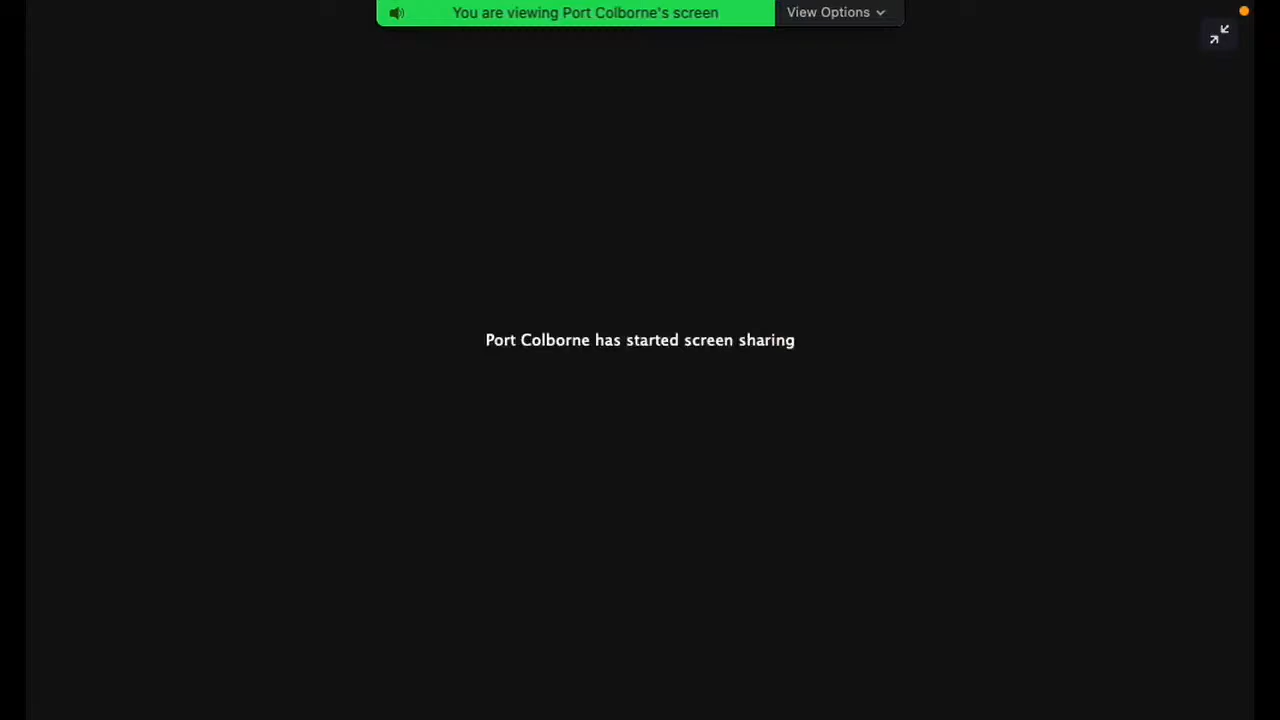 You are viewing Port Colborne's screen
View Options
Port Colborne has started screen sharing